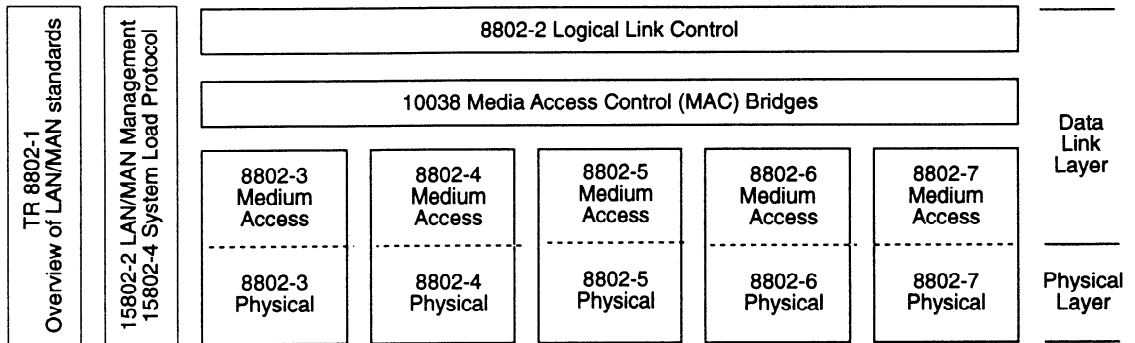 TR 8802-1
Overview of LAN/MAN standards
15802-2 LAN/MAN Management
15802-4 System Load Protocol
8802-2 Logical Link Control
10038 Media Access Control (MAC) Bridges
8802-3
Medium
Access
8802-4
Medium
Access
8802-5
Medium
Access
8802-6
Medium
Access
8802-7
Medium
Access
8802-3
Physical
8802-4
Physical
8802-5
Physical
8802-6
Physical
8802-7
Physical
Data
Link
Layer
Physical
Layer